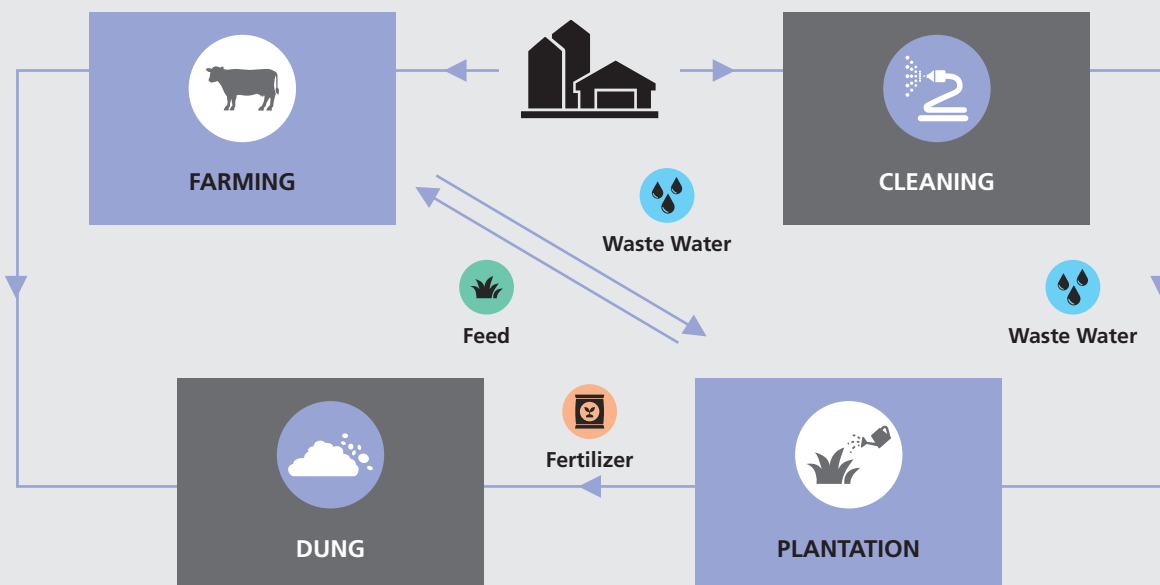 FARMING
CLEANING
Waste Water
Feed
Waste Water
Fertilizer
DUNG
PLANTATION